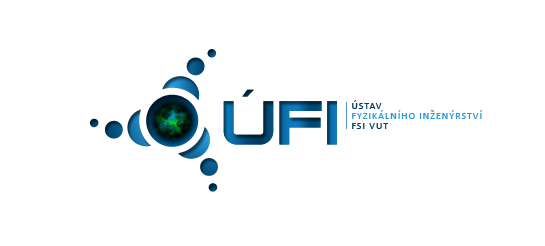 ÚFI
ÚSTAV
FYZIKÁLNÍHO INŽENÝRSTVÍ
FSI VUT